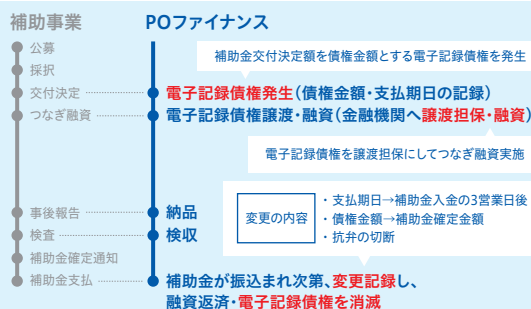 補助事業
POファイナンス
公募
補助金交付決定額を債権金額とする電子記録債権を発生
採択
交付決定
電子記録債権発生（債権金額・支払期日の記録）
つなぎ融資
電子記録債権譲渡・融資（金融機関へ譲渡担保・融資）
電子記録債権を譲渡担保にしてつなぎ融資実施
変更の内容
・支払期日→補助金入金の3営業日後
・債権金額→補助金確定金額
・抗弁の切断
事後報告
納品
検査
検収
補助金確定通知
補助金支払
補助金が振込まれ次第、変更記録し、
融資返済・電子記録債権を消滅